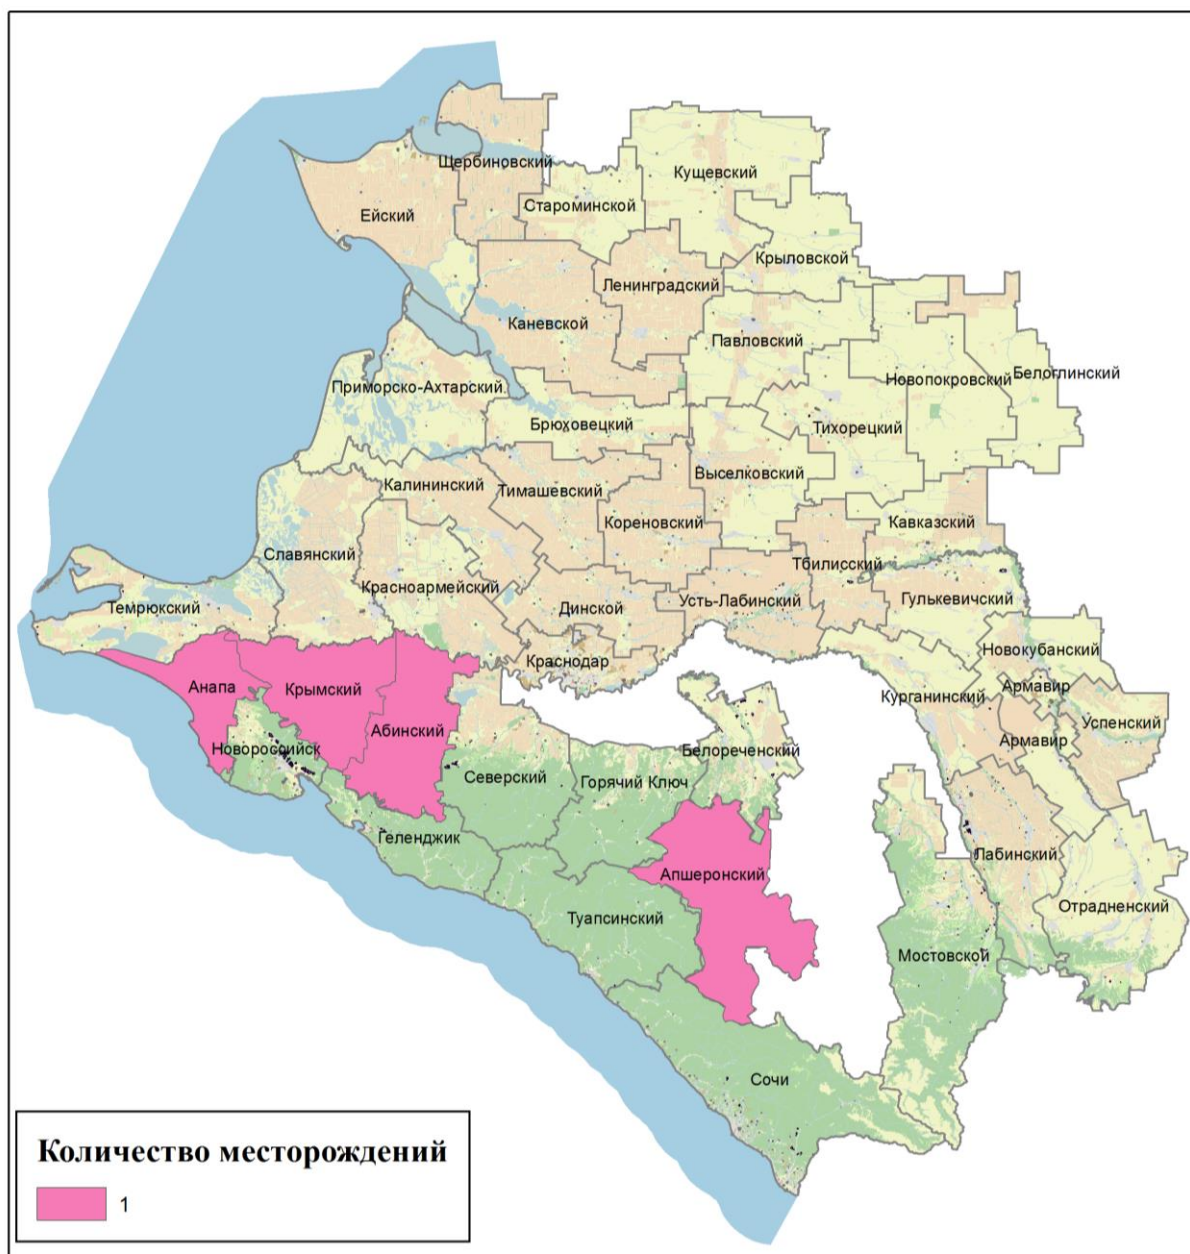 Щербиновский
Кущевский
Староминской
Ейский
Крыловской
Ленинградский
Каневской
Павловский
Белоглинский
Новопокровский
Приморско-Ахтарский
Брюховецкий
Тихорецкий
Выселковский
Калининский
Тимашевский
Кореновский
Кавказский
Славянский
Тбилисский
Красноармейский
Усть-Лабинский
Гулькевичский
Темрюкский
Динской
Новокубанский
Краснодар
Анапа
Крымский
Армавир
Курганинский
Успенский
Абинский
Армавир
Новороссийск
Белореченский
Северский
Горячий Ключ
Геленджик
Лабинский
Апшеронский
Отрадненский
Туапсинский
Мостовской
Сочи
Количество месторождений
1